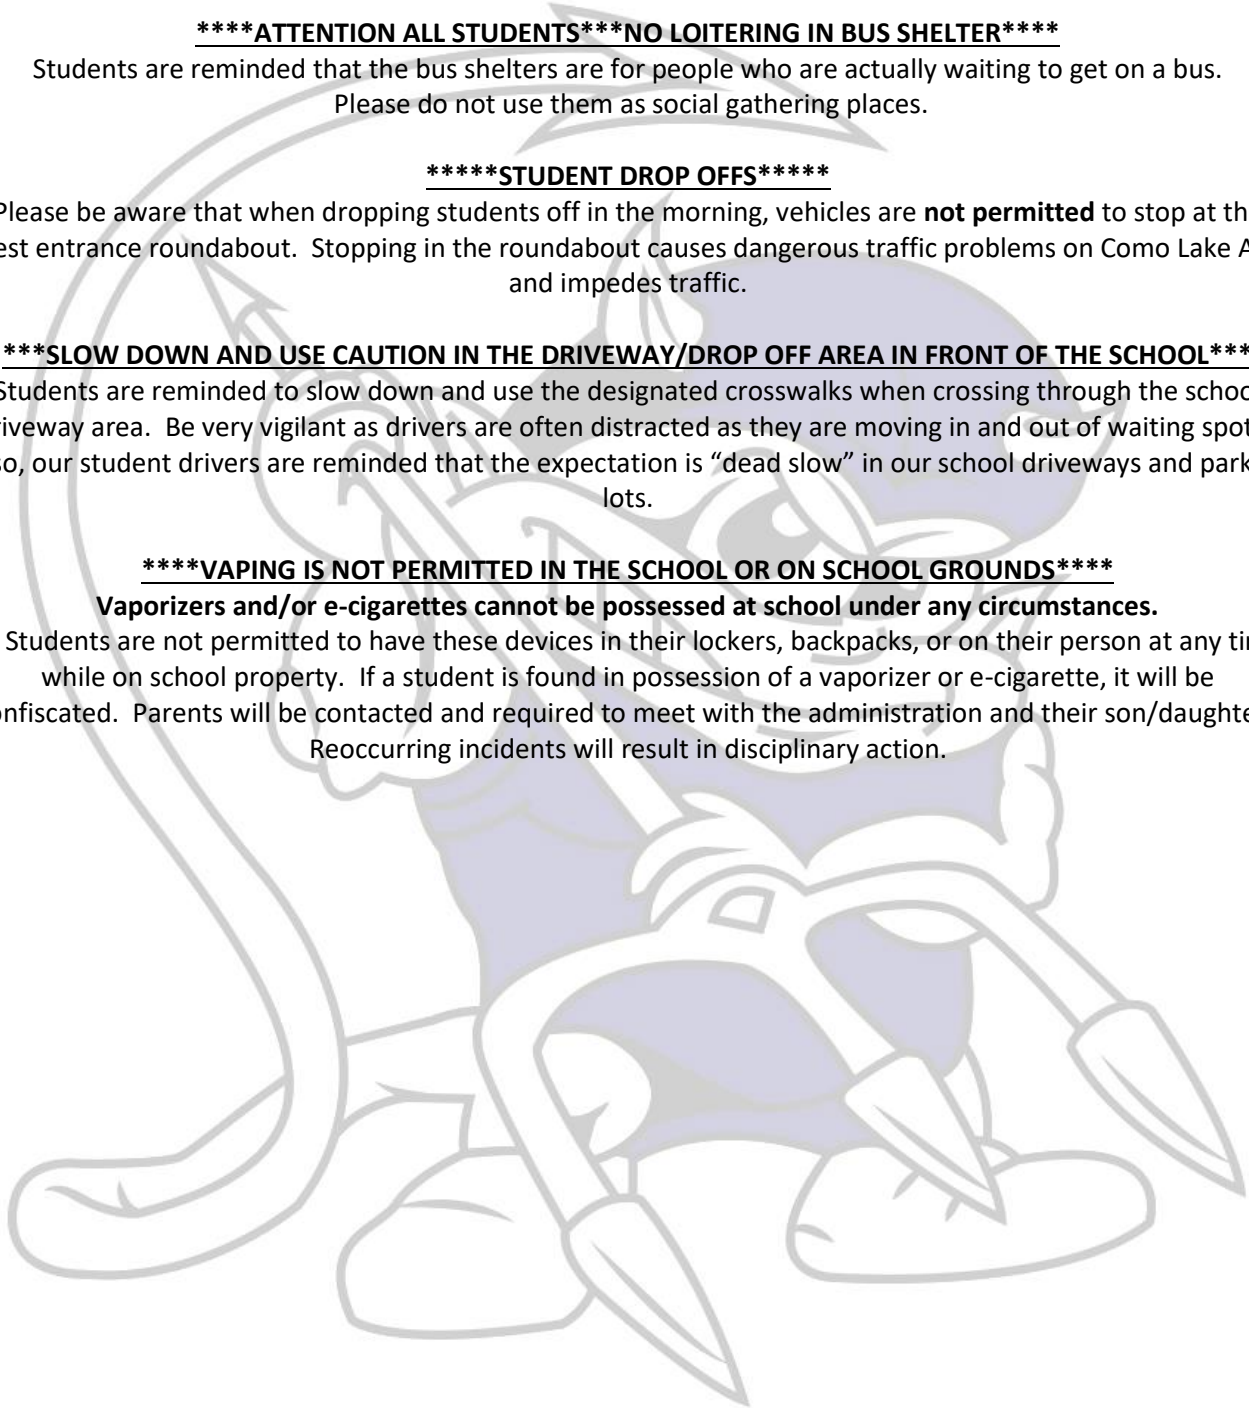 ****ATTENTION ALL STUDENTS***NO LOITERING IN BUS SHELTER****
Students are reminded that the bus shelters are for people who are actually waiting to get on a bus.
Please do not use them as social gathering places.
*****STUDENT DROP OFFS*****
Please be aware that when dropping students off in the morning, vehicles are not permitted to stop at th
est entrance roundabout. Stopping in the roundabout causes dangerous traffic problems on Como Lake A
and impedes traffic.
***SLOW DOWN AND USE CAUTION IN THE DRIVEWAY/DROP OFF AREA IN FRONT OF THE SCHOOL***
Students are reminded to slow down and use the designated crosswalks when crossing through the schoo
riveway area. Be very vigilant as drivers are often distracted as they are moving in and out of waiting spot
so, our student drivers are reminded that the expectation is “dead slow” in our school driveways and park
lots.
****VAPING IS NOT PERMITTED IN THE SCHOOL OR ON SCHOOL GROUNDS****
Vaporizers and/or e-cigarettes cannot be possessed at school under any circumstances.
Students are not permitted to have these devices in their lockers, backpacks, or on their person at any ti
while on school property. If a student is found in possession of a vaporizer or e-cigarette, it will be
onfiscated. Parents will be contacted and required to meet with the administration and their son/daughte
Reoccurring incidents will result in disciplinary action.